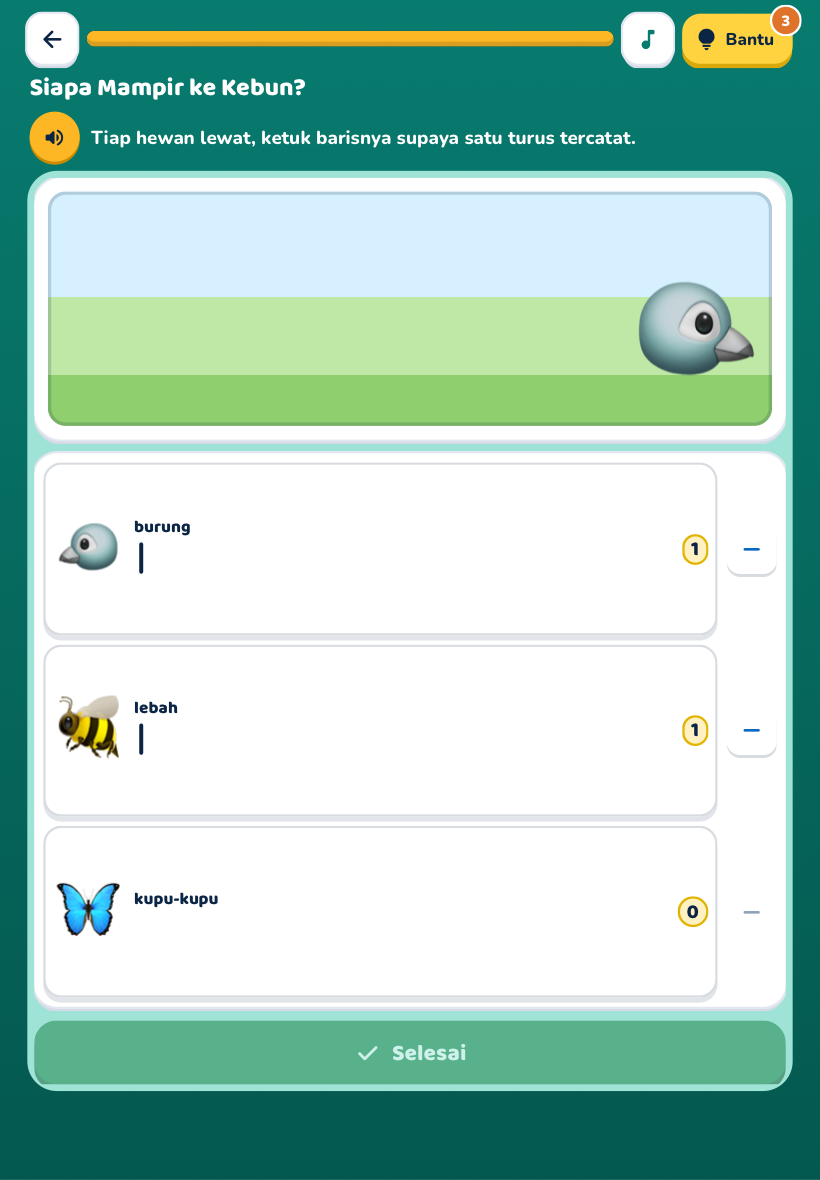 3
Bantu
Siapa Mampir ke Kebun?
Tiap hewan lewat, ketuk barisnya supaya satu turus tercatat.
burung
1
lebah
1
kupu-kupu
0
Selesai